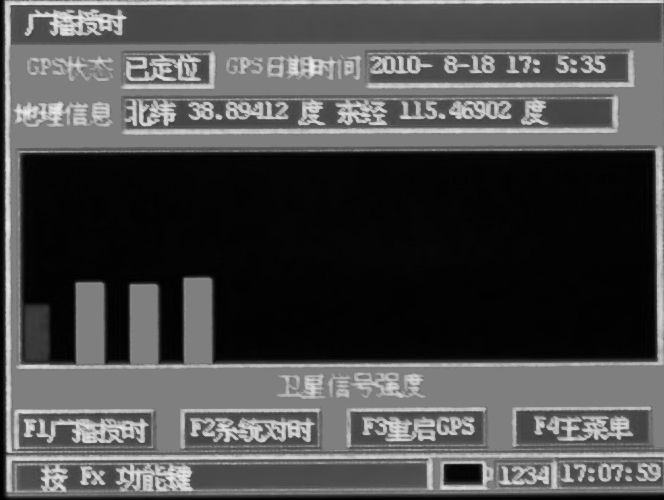 广播授时
GPS状态 已定位 GPS日期时间 2010- 8-18 17: 5:35
地理信息 北纬 38.89412 度 东经 115.46902 度
卫星信号强度
F1广播授时 F2系统对时 F3重启GPS F4主菜单
按 Fx 功能键 1234 17:07:59